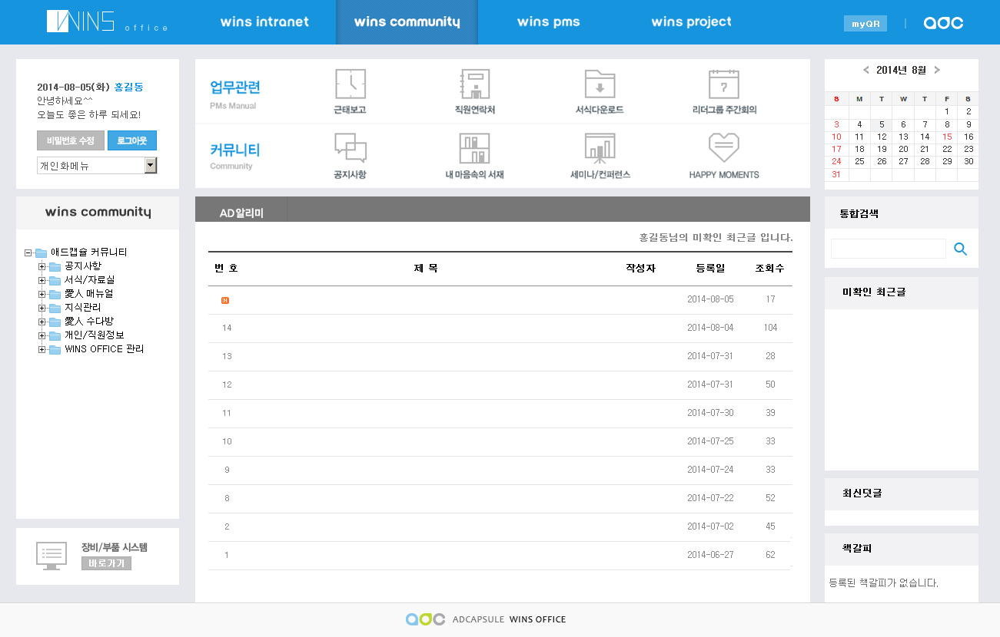 WINS office
wins intranet
wins community
wins pms
wins project
myQR
adc
2014-08-05(화) 홍길동
안녕하세요^^
오늘도 좋은 하루 되세요!
비밀번호 수정
로그아웃
개인화메뉴
wins community
애드캡슐 커뮤니티
공지사항
서식/자료실
愛人 매뉴얼
지식관리
愛人 수다방
개인/직원정보
WINS OFFICE 관리
장비/부품 시스템
바로가기
업무관련
PMs Manual
근태보고
직원연락처
서식다운로드
7
리더그룹 주간회의
커뮤니티
Community
공지사항
내 마음속의 서재
세미나/컨퍼런스
HAPPY MOMENTS
AD알리미
홍길동님의 미확인 최근글 입니다.
번 호 제 목 작성자 등록일 조회수
N 2014-08-05 17
14 2014-08-04 104
13 2014-07-31 28
12 2014-07-31 50
11 2014-07-30 39
10 2014-07-25 33
9 2014-07-24 33
8 2014-07-22 52
2 2014-07-02 45
1 2014-06-27 62
< 2014년 8월 >
S M T W T F S
1 2
3 4 5 6 7 8 9
10 11 12 13 14 15 16
17 18 19 20 21 22 23
24 25 26 27 28 29 30
31
통합검색
미확인 최근글
최신덧글
책갈피
등록된 책갈피가 없습니다.
adc ADCAPSULE WINS OFFICE